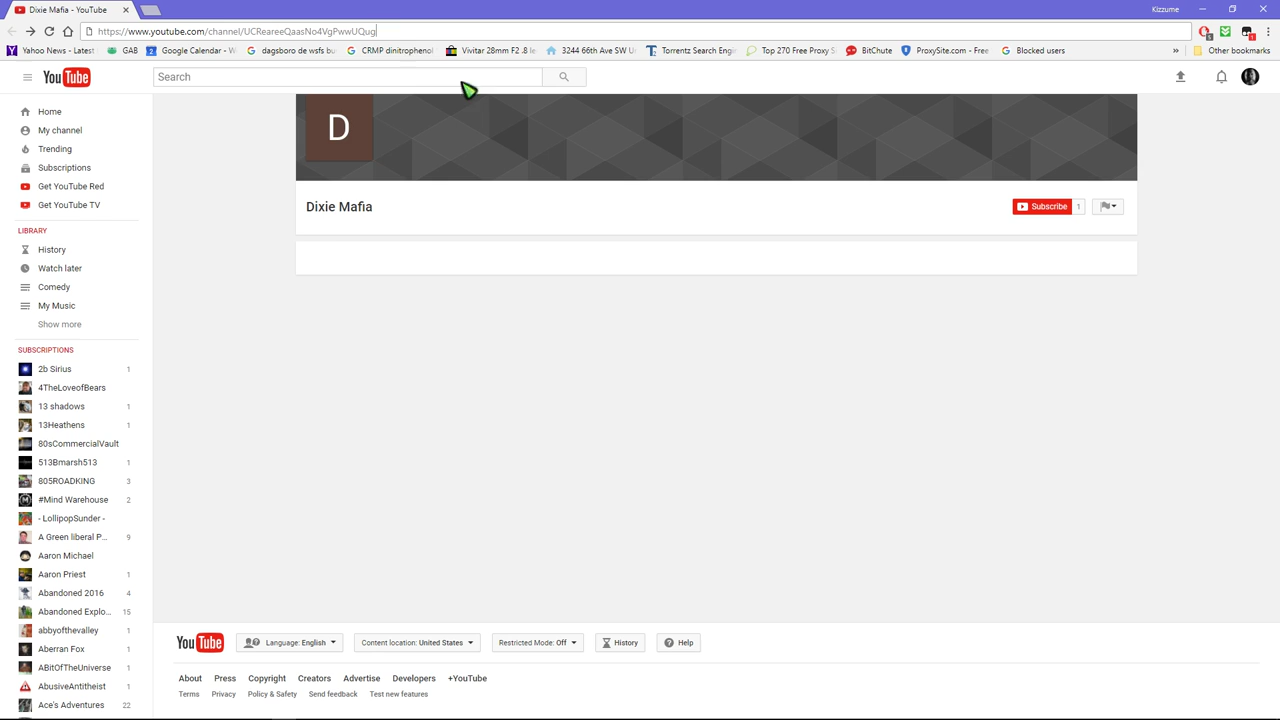 Dixie Mafia - YouTube
Kizzume
https://www.youtube.com/channel/UCReareeQaasNo4VgPwwUQug
Yahoo News - Latest
GAB
Google Calendar - W
dagsboro de wsfs bu
CRMP dinitrophenol
Vivitar 28mm F2 .8 le
3244 66th Ave SW U
Torrentz Search Engi
Top 270 Free Proxy S
BitChute
ProxySite.com - Free
Blocked users
»
Other bookmarks
YouTube
Search
Home
My channel
Trending
Subscriptions
Get YouTube Red
Get YouTube TV
LIBRARY
History
Watch later
Comedy
My Music
Show more
SUBSCRIPTIONS
2b Sirius 1
4TheLoveofBears
13 shadows 1
13Heathens 1
80sCommercialVault
513Bmarsh513 1
805ROADKING 3
#Mind Warehouse 2
- LollipopSunder -
A Green liberal P... 9
Aaron Michael
Aaron Priest 1
Abandoned 2016 4
Abandoned Explo... 15
abbyofthevalley 1
Aberran Fox 1
ABitOfTheUniverse 1
AbusiveAntitheist 1
Ace's Adventures 22
D
Dixie Mafia
Subscribe 1
YouTube
Language: English
Content location: United States
Restricted Mode: Off
History
Help
About Press Copyright Creators Advertise Developers +YouTube
Terms Privacy Policy & Safety Send feedback Test new features